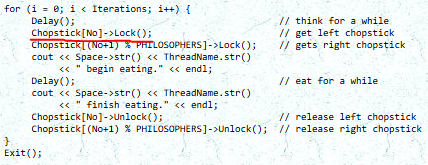 for (i = 0; i < Iterations; i++) {
Delay(); // think for a while
Chopstick[No]->Lock(); // get left chopstick
Chopstick[(No+1) % PHILOSOPHERS]->Lock(); // gets right chopstick
cout << Space->str() << ThreadName.str()
<< " begin eating." << endl;
Delay(); // eat for a while
cout << Space->str() << ThreadName.str()
<< " finish eating." << endl;
Chopstick[No]->Unlock(); // release left chopstick
Chopstick[(No+1) % PHILOSOPHERS]->Unlock(); // release right chopstick
}
Exit();